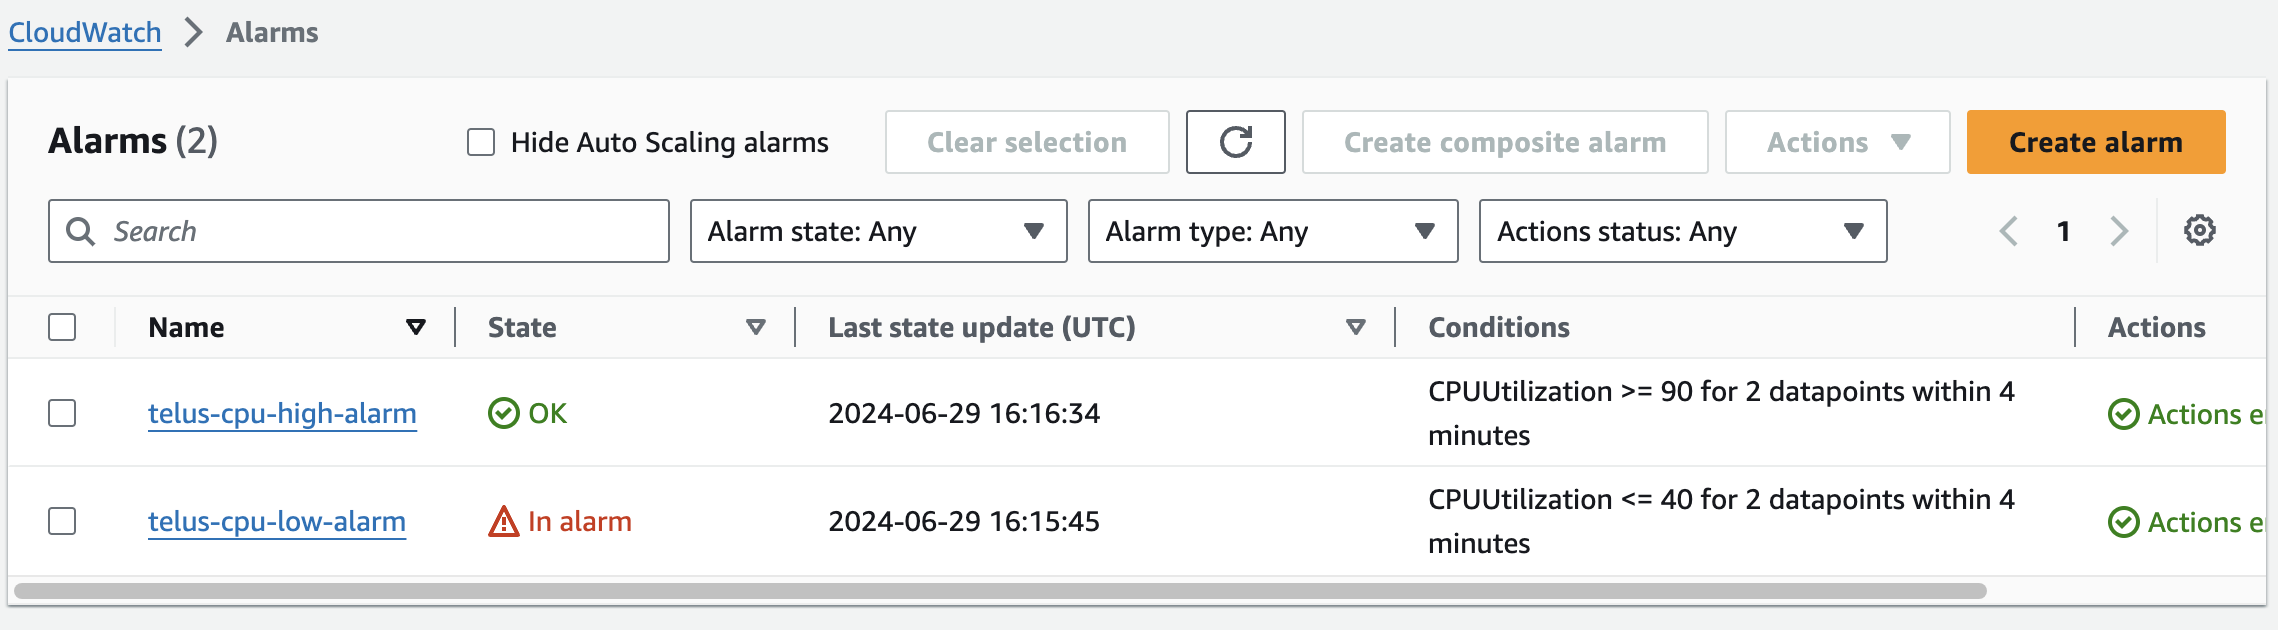 CloudWatch > Alarms
Alarms (2)
Hide Auto Scaling alarms
Clear selection
Create composite alarm
Actions
Create alarm
Search
Alarm state: Any
Alarm type: Any
Actions status: Any
1
Name
State
Last state update (UTC)
Conditions
Actions
telus-cpu-high-alarm
OK
2024-06-29 16:16:34
CPUUtilization >= 90 for 2 datapoints within 4
minutes
Actions
telus-cpu-low-alarm
In alarm
2024-06-29 16:15:45
CPUUtilization <= 40 for 2 datapoints within 4
minutes
Actions